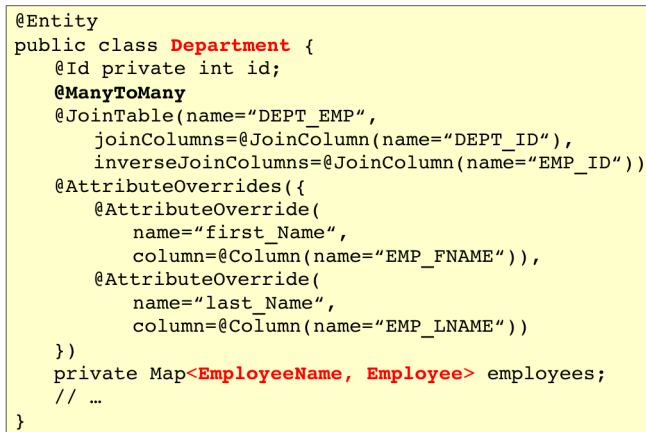 @Entity
public class Department {
@Id private int id;
@ManyToMany
@JoinTable(name=“DEPT_EMP“,
joinColumns=@JoinColumn(name=“DEPT_ID“),
inverseJoinColumns=@JoinColumn(name=“EMP_ID“))
@AttributeOverrides({
@AttributeOverride(
name=“first_Name“,
column=@Column(name=“EMP_FNAME“)),
@AttributeOverride(
name=“last_Name“,
column=@Column(name=“EMP_LNAME“))
})
private Map<EmployeeName, Employee> employees;
// …
}